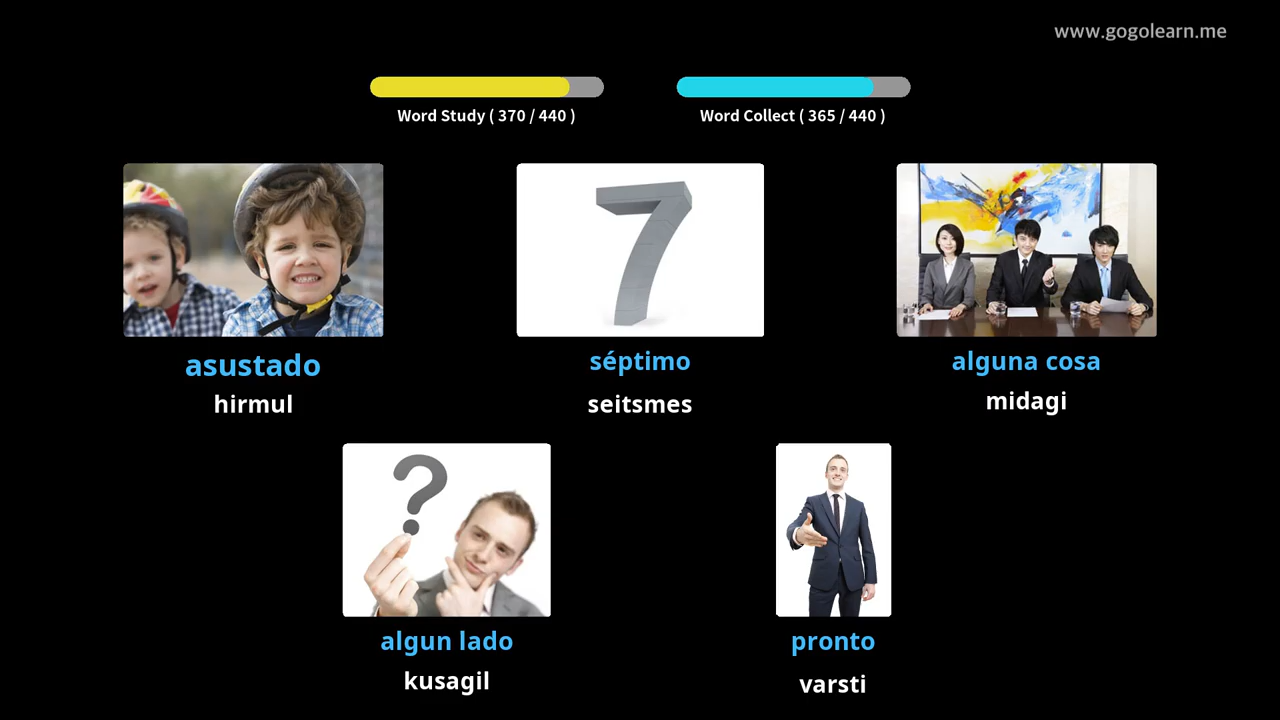 www.gogolearn.me
Word Study ( 370 / 440 )
Word Collect ( 365 / 440 )
asustado
hirmul
séptimo
seitsmes
alguna cosa
midagi
algun lado
kusagil
pronto
varsti